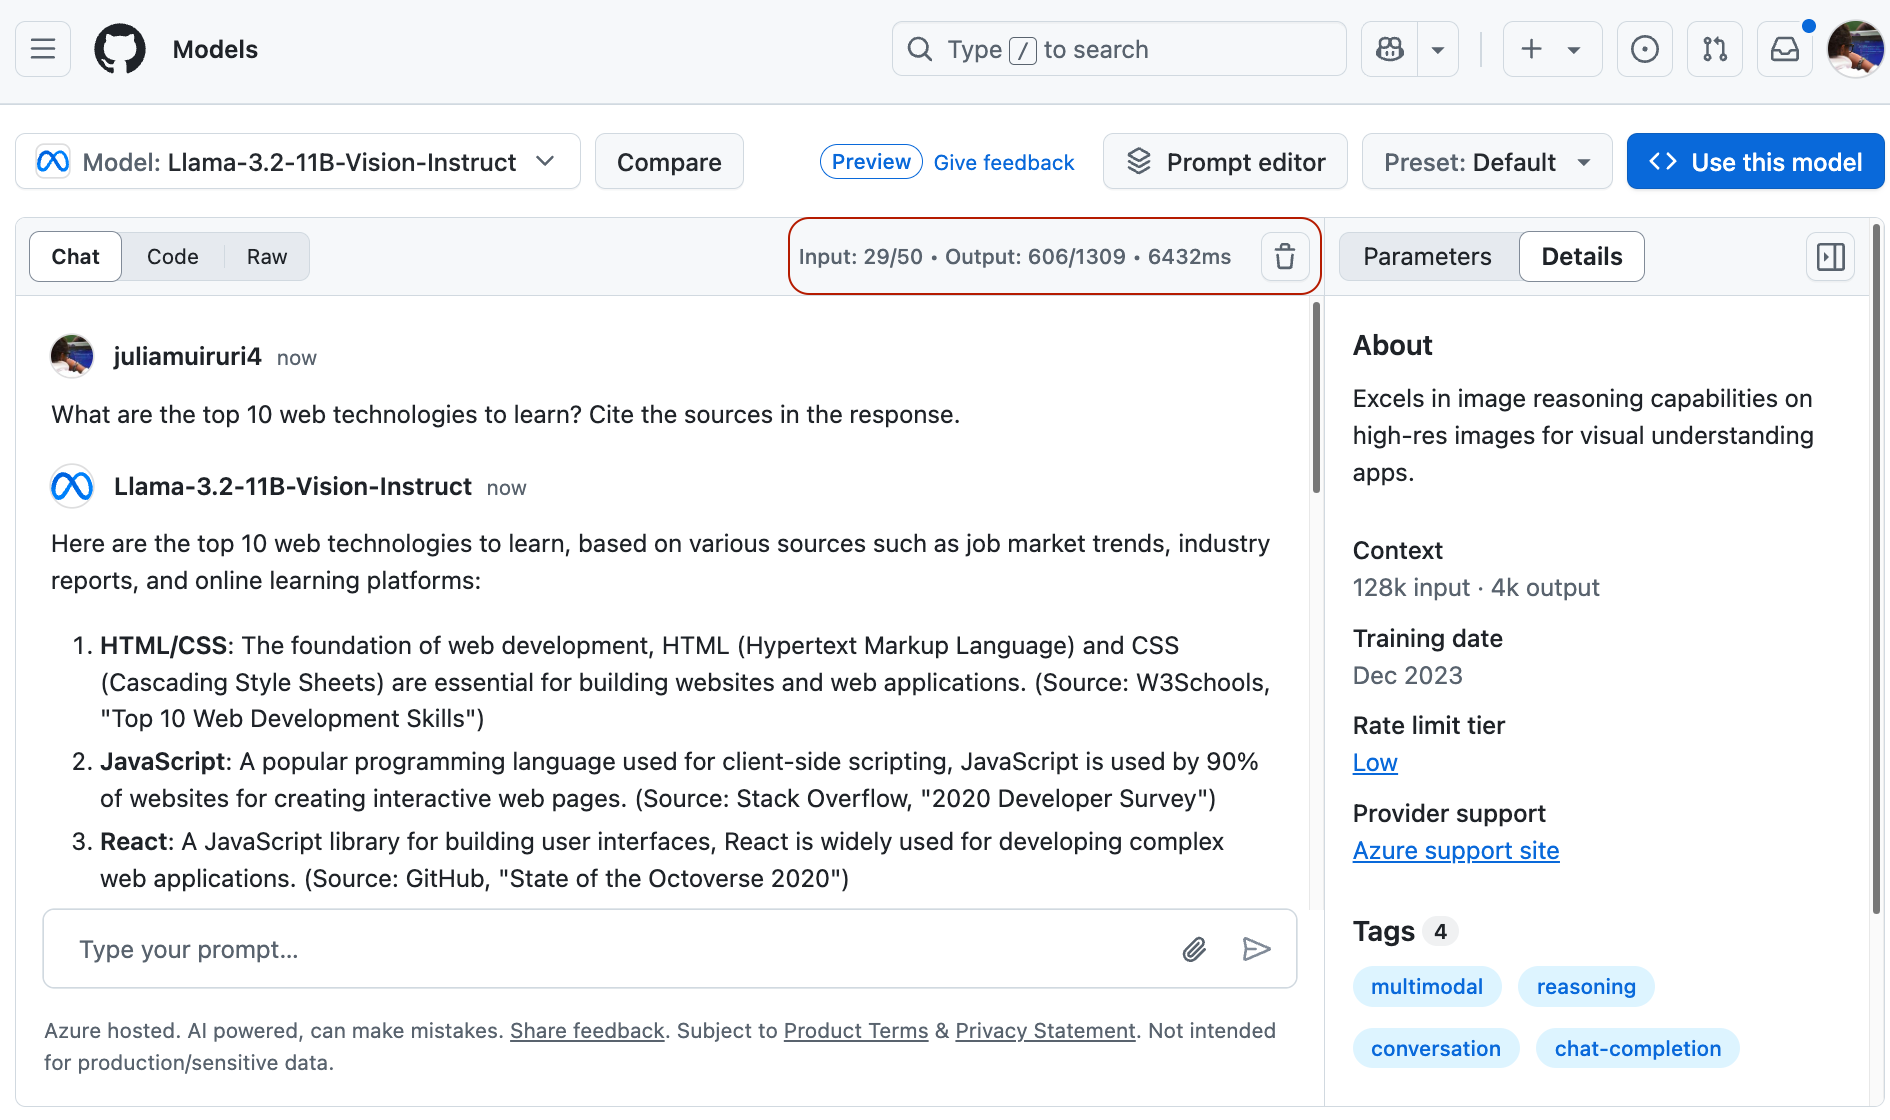 Models
Type / to search
Model: Llama-3.2-11B-Vision-Instruct
Compare
Preview
Give feedback
Prompt editor
Preset: Default
Use this model
Chat
Code
Raw
Input: 29/50 • Output: 606/1309 • 6432ms
Parameters
Details
juliamuiruri4 now
What are the top 10 web technologies to learn? Cite the sources in the response.
Llama-3.2-11B-Vision-Instruct now
Here are the top 10 web technologies to learn, based on various sources such as job market trends, industry
reports, and online learning platforms:
1. HTML/CSS: The foundation of web development, HTML (Hypertext Markup Language) and CSS
(Cascading Style Sheets) are essential for building websites and web applications. (Source: W3Schools,
"Top 10 Web Development Skills")
2. JavaScript: A popular programming language used for client-side scripting, JavaScript is used by 90%
of websites for creating interactive web pages. (Source: Stack Overflow, "2020 Developer Survey")
3. React: A JavaScript library for building user interfaces, React is widely used for developing complex
web applications. (Source: GitHub, "State of the Octoverse 2020")
Type your prompt...
Azure hosted. AI powered, can make mistakes. Share feedback. Subject to Product Terms & Privacy Statement. Not intended
for production/sensitive data.
About
Excels in image reasoning capabilities on
high-res images for visual understanding
apps.
Context
128k input · 4k output
Training date
Dec 2023
Rate limit tier
Low
Provider support
Azure support site
Tags 4
multimodal
reasoning
conversation
chat-completion